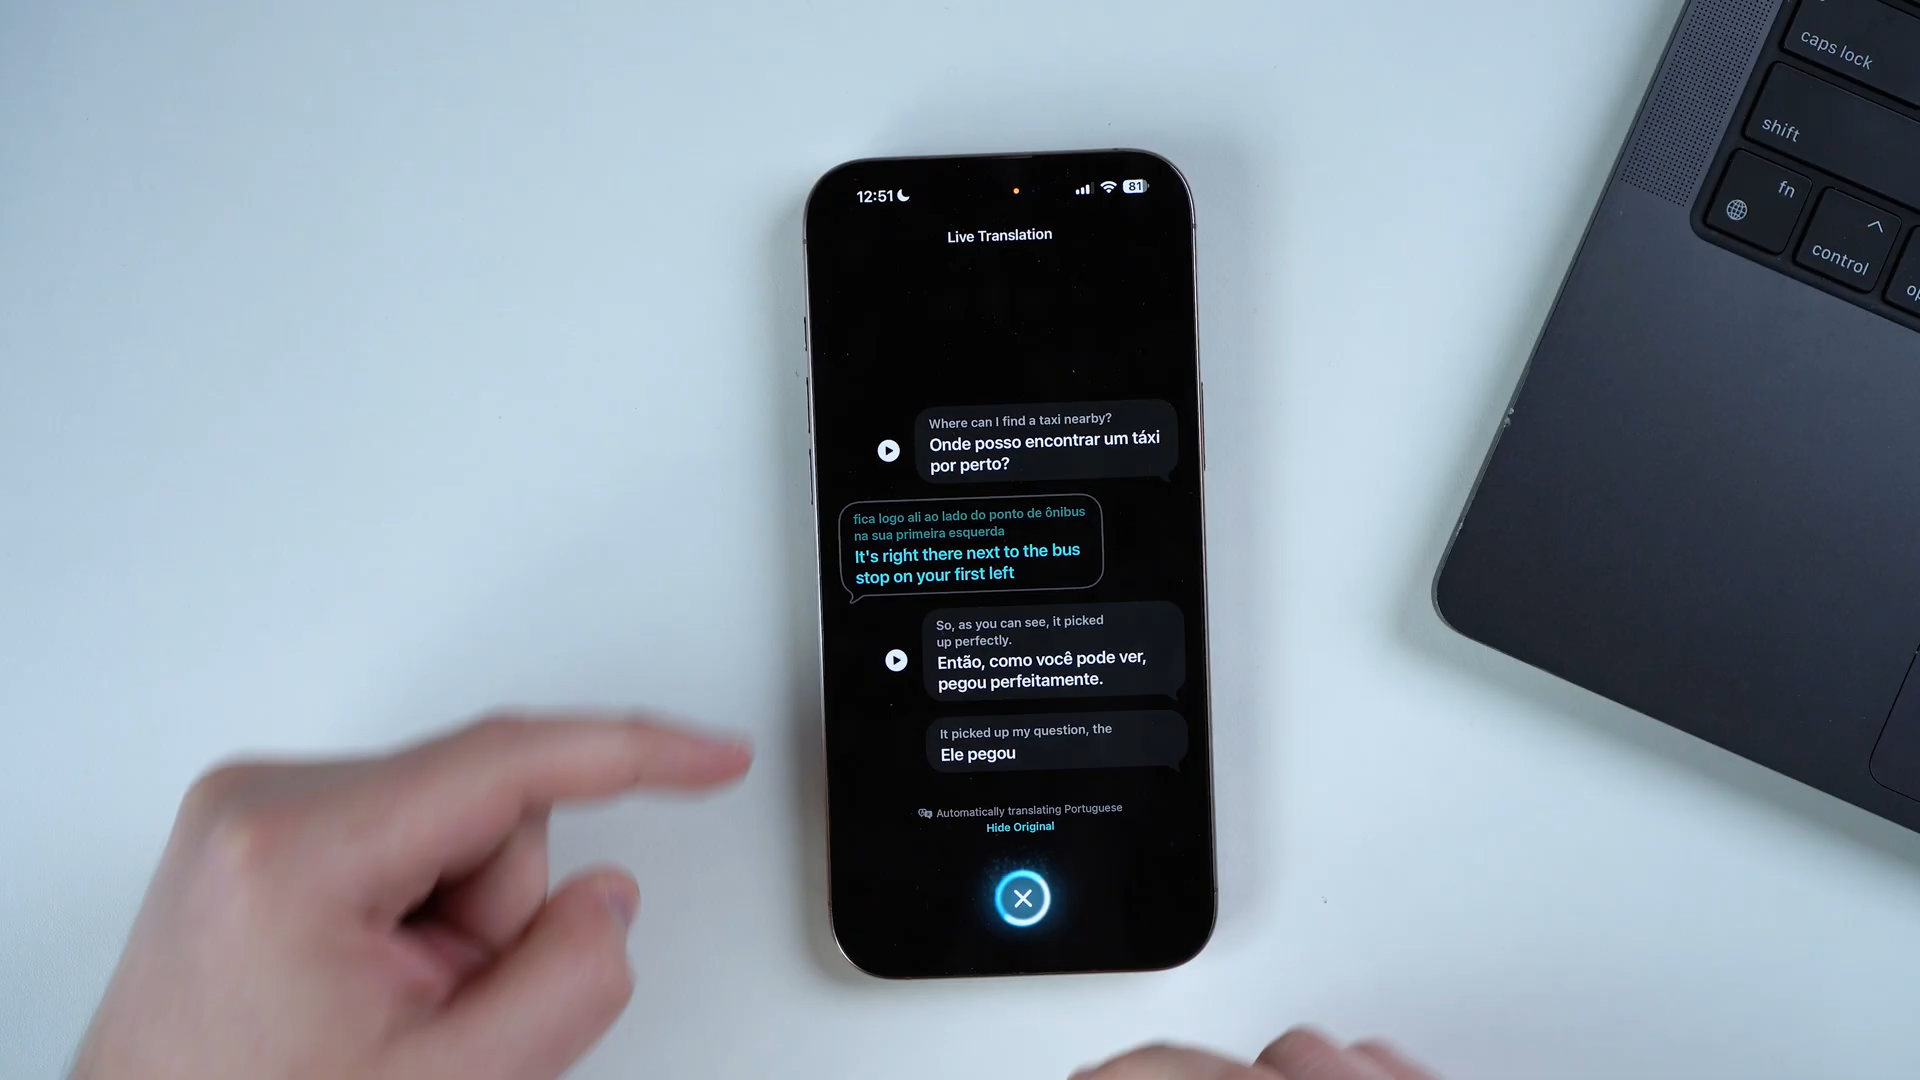 12:51
81
Live Translation
Where can I find a taxi nearby?
Onde posso encontrar um táxi
por perto?
fica logo ali ao lado do ponto de ônibus
na sua primeira esquerda
It's right there next to the bus
stop on your first left
So, as you can see, it picked
up perfectly.
Então, como você pode ver,
pegou perfeitamente.
It picked up my question, the
Ele pegou
Automatically translating Portuguese
Hide Original
caps lock
shift
fn
control